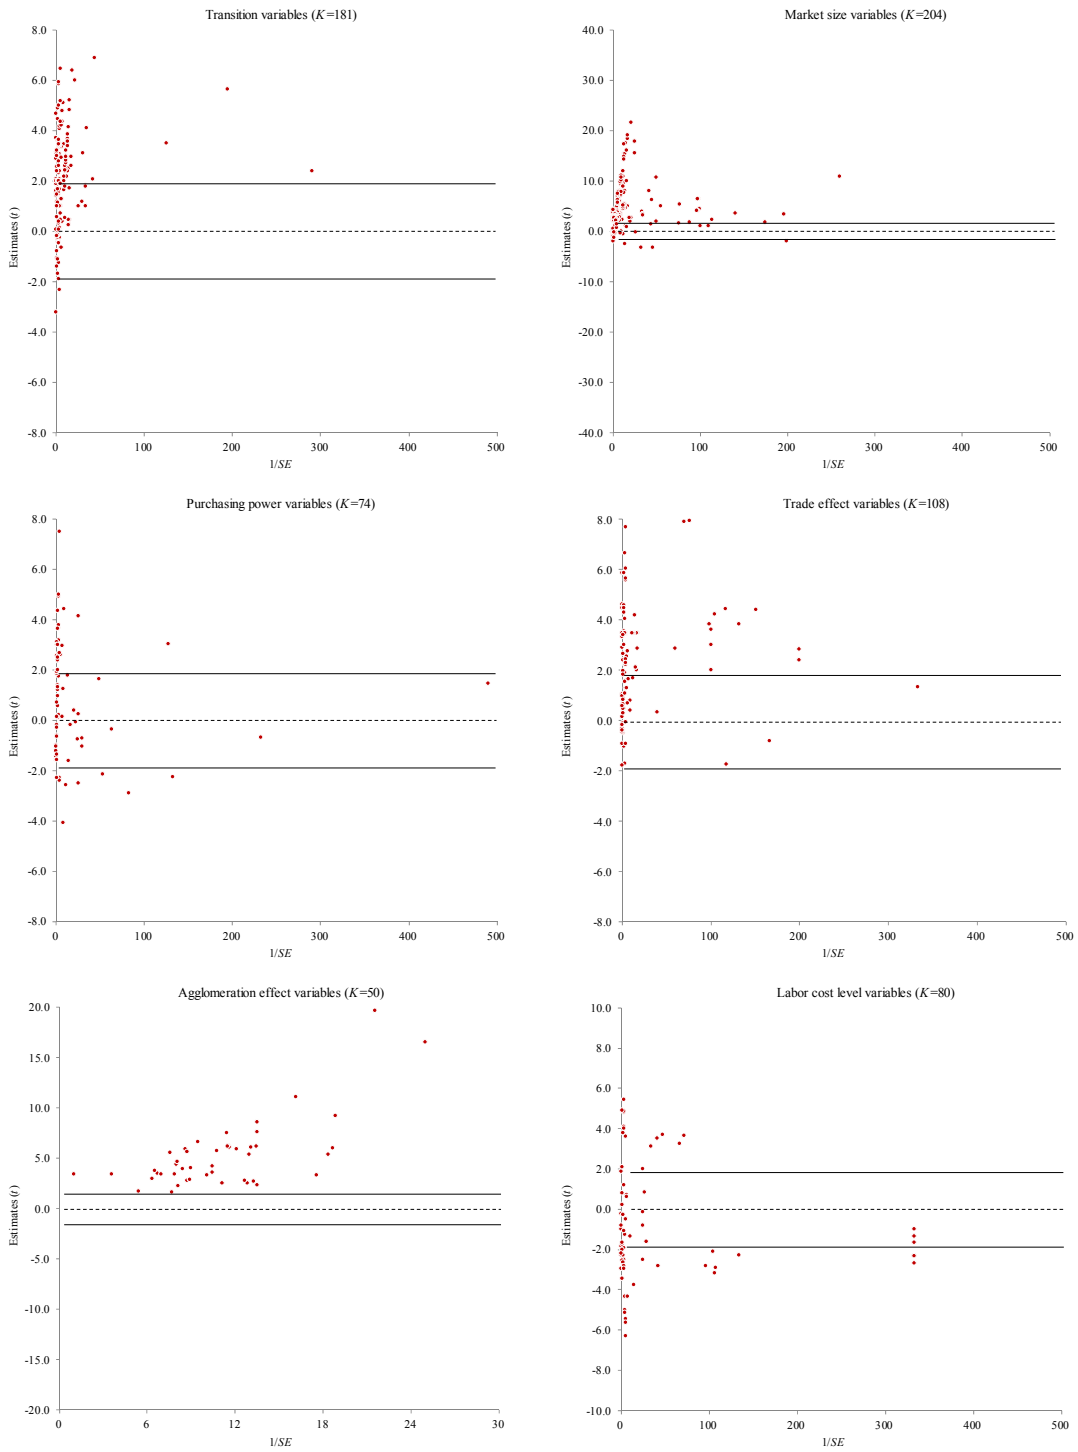 Transition variables (K=181)
8.0
6.0
4.0
2.0
0.0
-2.0
-4.0
-6.0
-8.0
Estimates (t)
0 100 200 300 400 500
1/SE
Market size variables (K=204)
40.0
30.0
20.0
10.0
0.0
-10.0
-20.0
-30.0
-40.0
Estimates (t)
0 100 200 300 400 500
1/SE
Purchasing power variables (K=74)
8.0
6.0
4.0
2.0
0.0
-2.0
-4.0
-6.0
-8.0
Estimates (t)
0 100 200 300 400 500
1/SE
Trade effect variables (K=108)
8.0
6.0
4.0
2.0
0.0
-2.0
-4.0
-6.0
-8.0
Estimates (t)
0 100 200 300 400 500
1/SE
Agglomeration effect variables (K=50)
20.0
15.0
10.0
5.0
0.0
-5.0
-10.0
-15.0
-20.0
Estimates (t)
0 6 12 18 24 30
1/SE
Labor cost level variables (K=80)
10.0
8.0
6.0
4.0
2.0
0.0
-2.0
-4.0
-6.0
-8.0
-10.0
Estimates (t)
0 100 200 300 400 500
1/SE